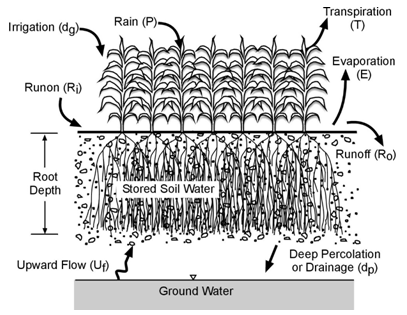 Irrigation (dg)
Rain (P)
Transpiration
(T)
Evaporation
(E)
Runon (Ri)
Runoff (Ro)
Root
Depth
Stored Soil Water
Upward Flow (Uf)
Deep Percolation
or Drainage (dp)
Ground Water